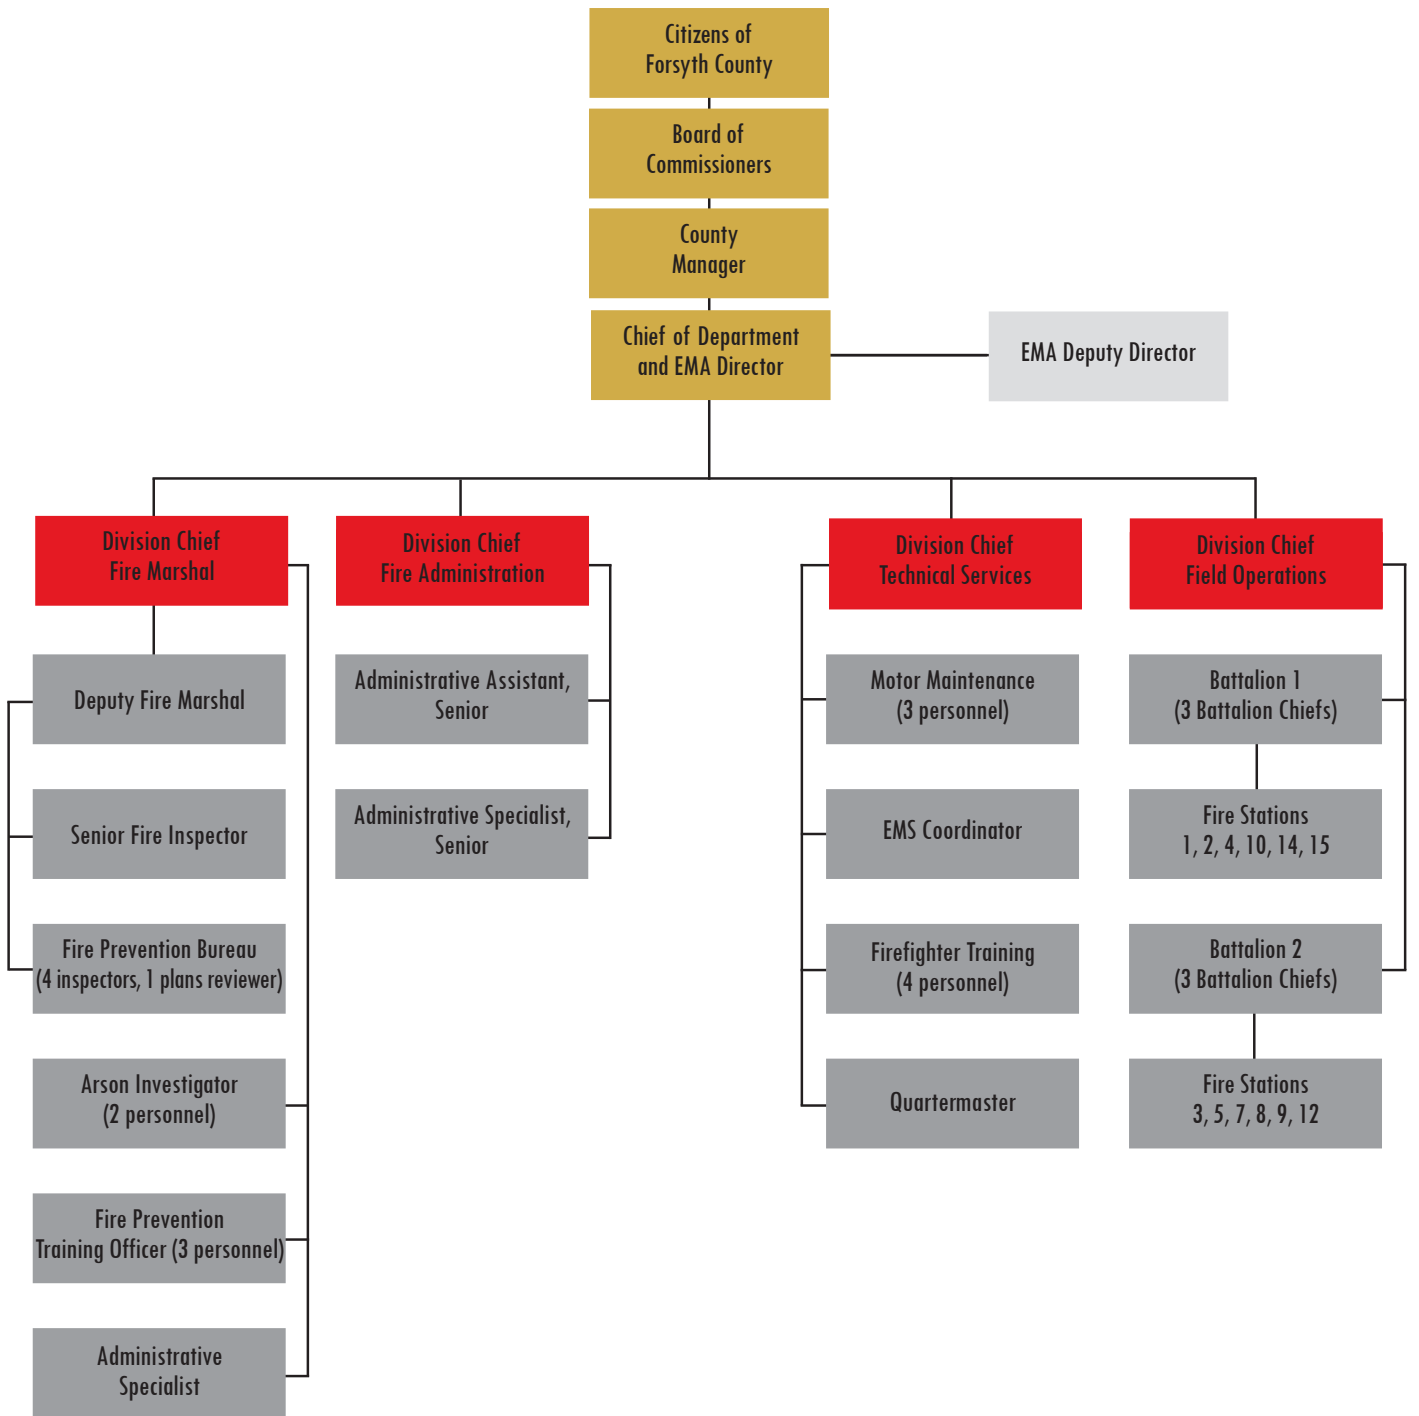 Citizens of
Forsyth County
Board of
Commissioners
County
Manager
Chief of Department
and EMA Director
EMA Deputy Director
Division Chief
Fire Marshal
Deputy Fire Marshal
Senior Fire Inspector
Fire Prevention Bureau
(4 inspectors, 1 plans reviewer)
Arson Investigator
(2 personnel)
Fire Prevention
Training Officer (3 personnel)
Administrative
Specialist
Division Chief
Fire Administration
Administrative Assistant,
Senior
Administrative Specialist,
Senior
Division Chief
Technical Services
Motor Maintenance
(3 personnel)
EMS Coordinator
Firefighter Training
(4 personnel)
Quartermaster
Division Chief
Field Operations
Battalion 1
(3 Battalion Chiefs)
Fire Stations
1, 2, 4, 10, 14, 15
Battalion 2
(3 Battalion Chiefs)
Fire Stations
3, 5, 7, 8, 9, 12